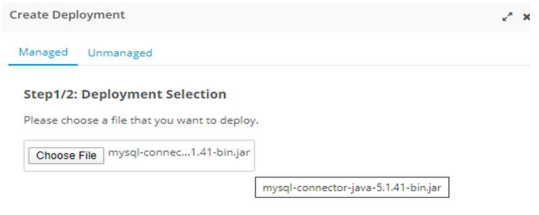 Create Deployment
Managed Unmanaged
Step1/2: Deployment Selection
Please choose a file that you want to deploy.
Choose File mysql-connec...1.41-bin.jar
mysql-connector-java-5.1.41-bin.jar